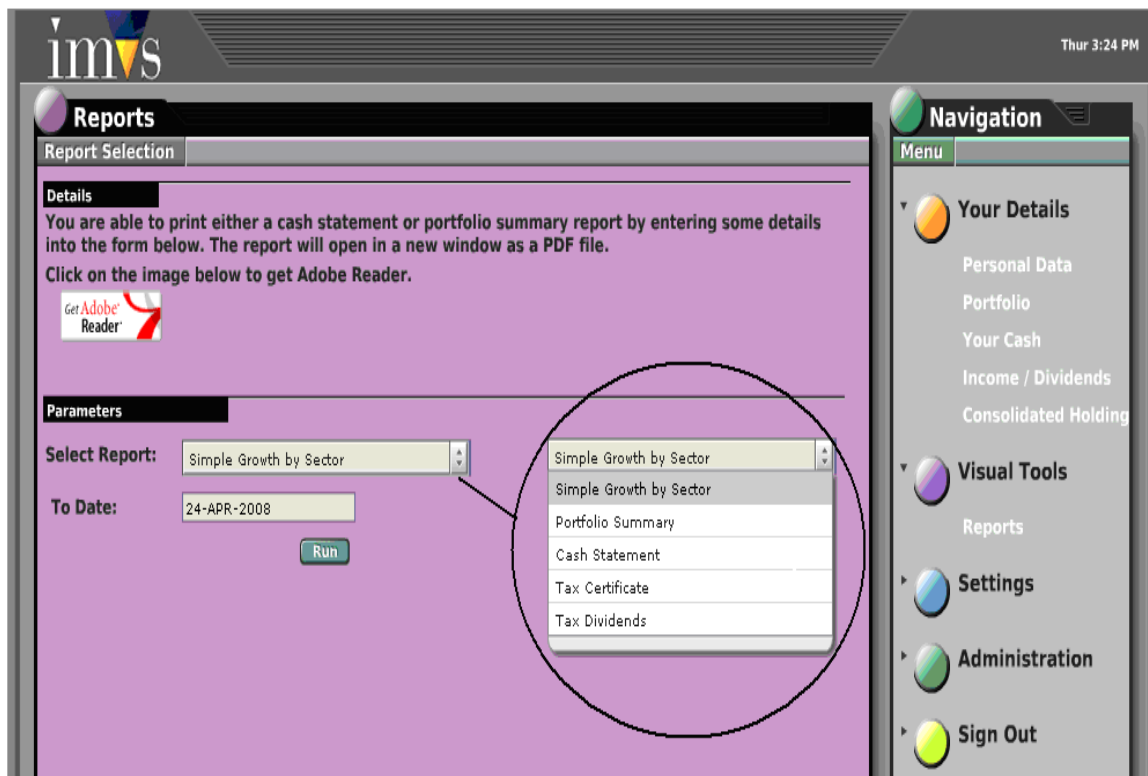 imvs
Thur 3:24 PM
Reports
Report Selection
Details
You are able to print either a cash statement or portfolio summary report by entering some details
into the form below. The report will open in a new window as a PDF file.
Click on the image below to get Adobe Reader.
Get Adobe
Reader
Parameters
Select Report:
Simple Growth by Sector
To Date:
24-APR-2008
Run
Simple Growth by Sector
Simple Growth by Sector
Portfolio Summary
Cash Statement
Tax Certificate
Tax Dividends
Navigation
Menu
Your Details
Personal Data
Portfolio
Your Cash
Income / Dividends
Consolidated Holding
Visual Tools
Reports
Settings
Administration
Sign Out